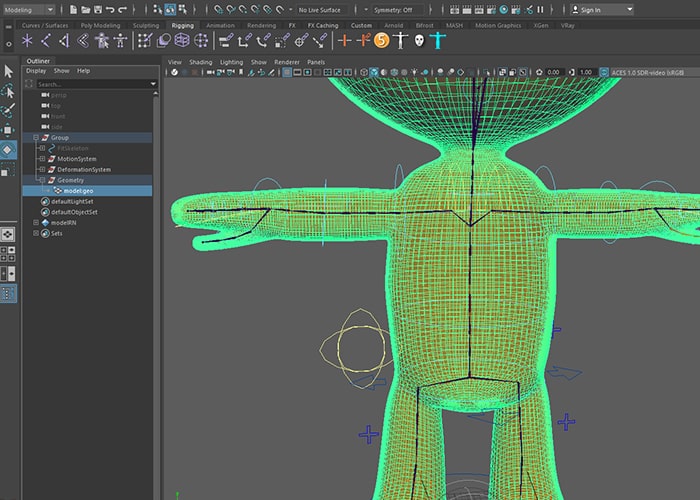 Modeling
No Live Surface
Symmetry: Off
Sign In
Curves / Surfaces
Poly Modeling
Sculpting
Rigging
Animation
Rendering
FX
FX Caching
Custom
Arnold
Bifrost
MASH
Motion Graphics
XGen
VRay
Outliner
Display Show Help
Search...
persp
top
front
side
Group
FitSkeleton
MotionSystem
DeformationSystem
Geometry
model:geo
defaultLightSet
defaultObjectSet
modelRN
Sets
View Shading Lighting Show Renderer Panels
0.00
1.00
ACES 1.0 SDR-video (sRGB)